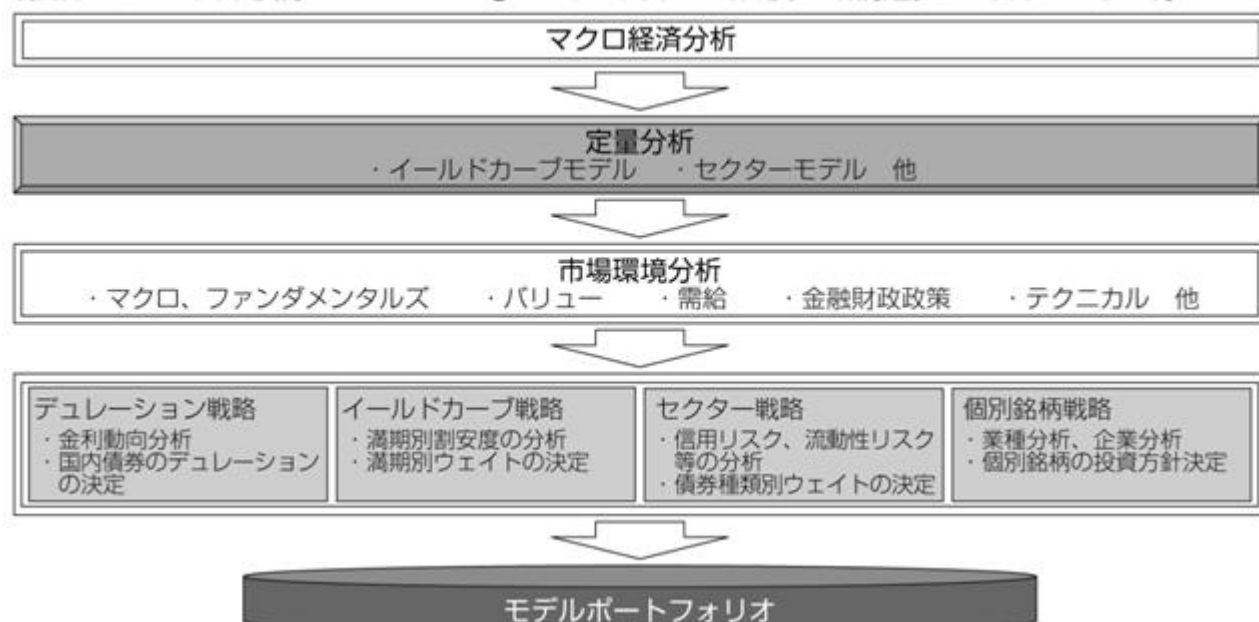 マクロ経済分析
定量分析
・イールドカーブモデル ・セクターモデル 他
市場環境分析
・マクロ、ファンダメンタルズ ・バリュー ・需給 ・金融財政政策 ・テクニカル 他
デュレーション戦略
・金利動向分析
・国内債券のデュレーション
の決定
イールドカーブ戦略
・満期別割安度の分析
・満期別ウェイトの決定
セクター戦略
・信用リスク、流動性リスク
等の分析
・債券種類別ウェイトの決定
個別銘柄戦略
・業種分析、企業分析
・個別銘柄の投資方針決定
モデルポートフォリオ